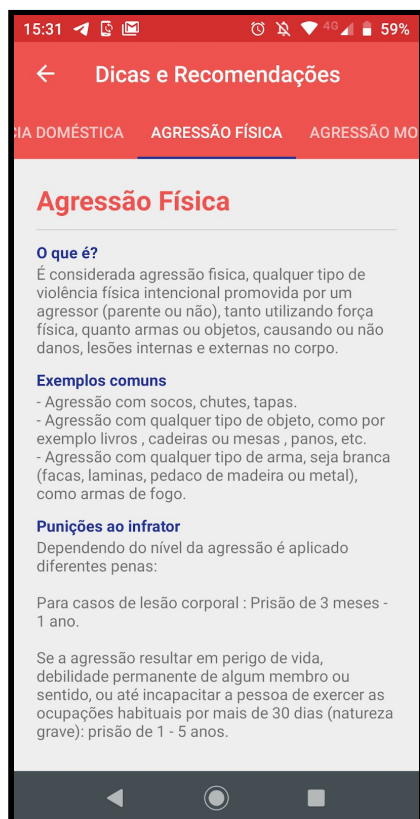 15:31 4G 59%
Dicas e Recomendações
IA DOMÉSTICA AGRESSÃO FÍSICA AGRESSÃO MO
Agressão Física
O que é?
É considerada agressão fisica, qualquer tipo de
violência física intencional promovida por um
agressor (parente ou não), tanto utilizando força
física, quanto armas ou objetos, causando ou não
danos, lesões internas e externas no corpo.
Exemplos comuns
- Agressão com socos, chutes, tapas.
- Agressão com qualquer tipo de objeto, como por
exemplo livros , cadeiras ou mesas , panos, etc.
- Agressão com qualquer tipo de arma, seja branca
(facas, laminas, pedaco de madeira ou metal),
como armas de fogo.
Punições ao infrator
Dependendo do nível da agressão é aplicado
diferentes penas:
Para casos de lesão corporal : Prisão de 3 meses -
1 ano.
Se a agressão resultar em perigo de vida,
debilidade permanente de algum membro ou
sentido, ou até incapacitar a pessoa de exercer as
ocupações habituais por mais de 30 dias (natureza
grave): prisão de 1 - 5 anos.